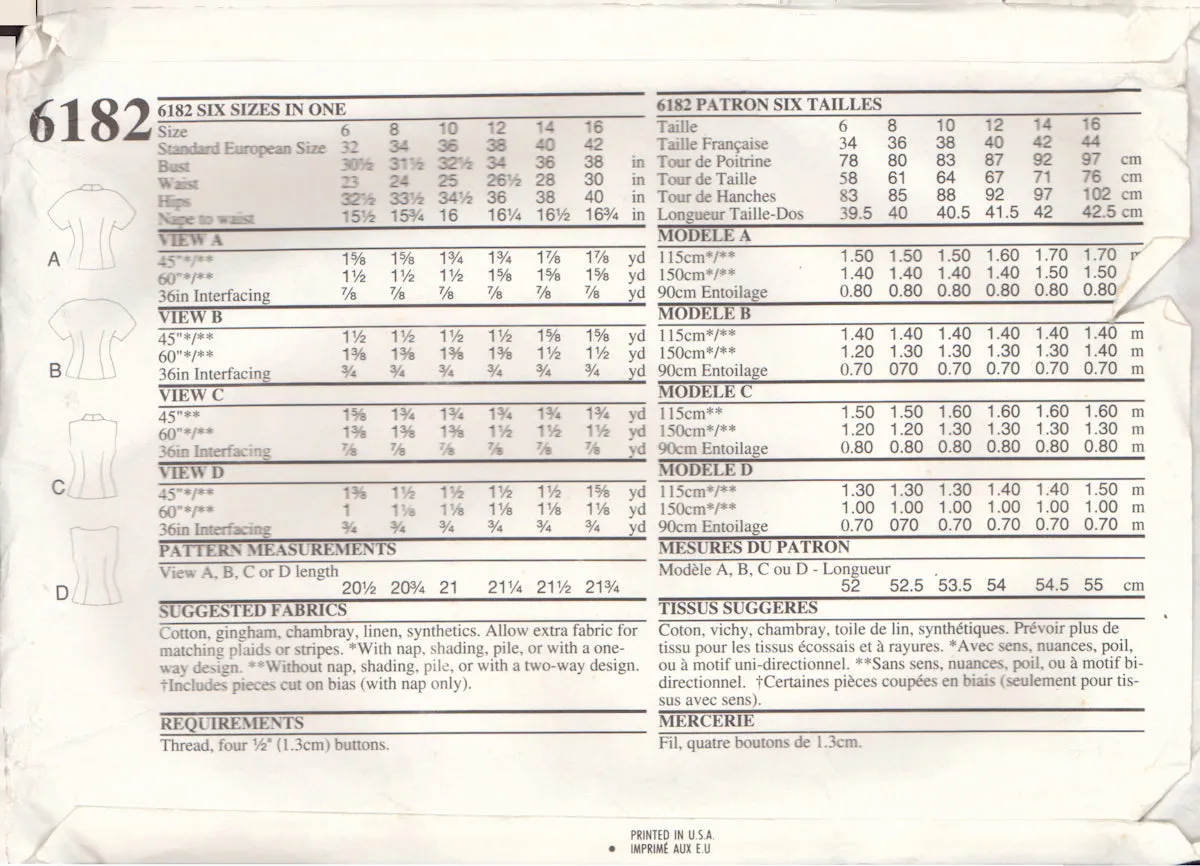 6182
6182 SIX SIZES IN ONE
Size 6 8 10 12 14 16
Standard European Size 32 34 36 38 40 42
Bust 30½ 31½ 32½ 34 36 38 in
Waist 23 24 25 26½ 28 30 in
Hips 32½ 33½ 34½ 36 38 40 in
Nape to waist 15½ 15¾ 16 16¼ 16½ 16¾ in
VIEW A
45"*/** 1⅝ 1⅝ 1¾ 1¾ 1⅞ 1⅞ yd
60"*/** 1½ 1½ 1½ 1⅝ 1⅝ 1⅝ yd
36in Interfacing ⅞ ⅞ ⅞ ⅞ ⅞ ⅞ yd
VIEW B
45"*/** 1½ 1½ 1½ 1½ 1⅝ 1⅝ yd
60"*/** 1⅜ 1⅜ 1⅜ 1⅜ 1½ 1½ yd
36in Interfacing ¾ ¾ ¾ ¾ ¾ ¾ yd
VIEW C
45"** 1⅝ 1¾ 1¾ 1¾ 1¾ 1¾ yd
60"*/** 1⅜ 1⅜ 1⅜ 1½ 1½ 1½ yd
36in Interfacing ⅞ ⅞ ⅞ ⅞ ⅞ ⅞ yd
VIEW D
45"*/** 1⅜ 1½ 1½ 1½ 1½ 1⅝ yd
60"*/** 1 1⅛ 1⅛ 1⅛ 1⅛ 1⅛ yd
36in Interfacing ¾ ¾ ¾ ¾ ¾ ¾ yd
PATTERN MEASUREMENTS
View A, B, C or D length
20½ 20¾ 21 21¼ 21½ 21¾
SUGGESTED FABRICS
Cotton, gingham, chambray, linen, synthetics. Allow extra fabric for
matching plaids or stripes. *With nap, shading, pile, or with a one-
way design. **Without nap, shading, pile, or with a two-way design.
†Includes pieces cut on bias (with nap only).
REQUIREMENTS
Thread, four ½" (1.3cm) buttons.
A
B
C
D
6182 PATRON SIX TAILLES
Taille 6 8 10 12 14 16
Taille Française 34 36 38 40 42 44
Tour de Poitrine 78 80 83 87 92 97 cm
Tour de Taille 58 61 64 67 71 76 cm
Tour de Hanches 83 85 88 92 97 102 cm
Longueur Taille-Dos 39.5 40 40.5 41.5 42 42.5 cm
MODELE A
115cm*/** 1.50 1.50 1.50 1.60 1.70 1.70
150cm*/** 1.40 1.40 1.40 1.40 1.50 1.50
90cm Entoilage 0.80 0.80 0.80 0.80 0.80 0.80
MODELE B
115cm*/** 1.40 1.40 1.40 1.40 1.40 1.40 m
150cm*/** 1.20 1.30 1.30 1.30 1.30 1.40 m
90cm Entoilage 0.70 070 0.70 0.70 0.70 0.70 m
MODELE C
115cm** 1.50 1.50 1.60 1.60 1.60 1.60 m
150cm*/** 1.20 1.20 1.30 1.30 1.30 1.30 m
90cm Entoilage 0.80 0.80 0.80 0.80 0.80 0.80 m
MODELE D
115cm*/** 1.30 1.30 1.30 1.40 1.40 1.50 m
150cm*/** 1.00 1.00 1.00 1.00 1.00 1.00 m
90cm Entoilage 0.70 070 0.70 0.70 0.70 0.70 m
MESURES DU PATRON
Modèle A, B, C ou D - Longueur
52 52.5 53.5 54 54.5 55 cm
TISSUS SUGGERES
Coton, vichy, chambray, toile de lin, synthétiques. Prévoir plus de
tissu pour les tissus écossais et à rayures. *Avec sens, nuances, poil,
ou à motif uni-directionnel. **Sans sens, nuances, poil, ou à motif bi-
directionnel. †Certaines pièces coupées en biais (seulement pour tis-
sus avec sens).
MERCERIE
Fil, quatre boutons de 1.3cm.
PRINTED IN U.S.A.
• IMPRIMÉ AUX E.U